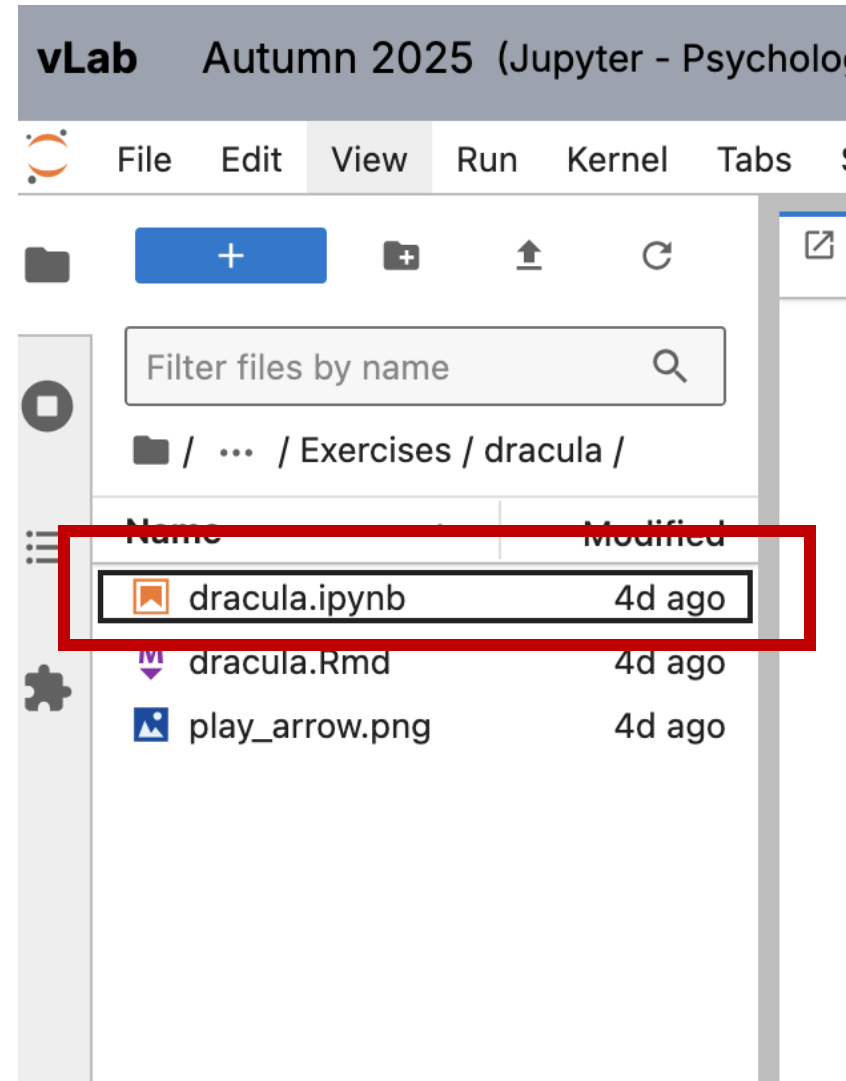 vLab Autumn 2025 (Jupyter - Psycholo
File Edit View Run Kernel Tabs
+
Filter files by name
/ ... / Exercises / dracula /
Name Modified
dracula.ipynb 4d ago
dracula.Rmd 4d ago
play_arrow.png 4d ago